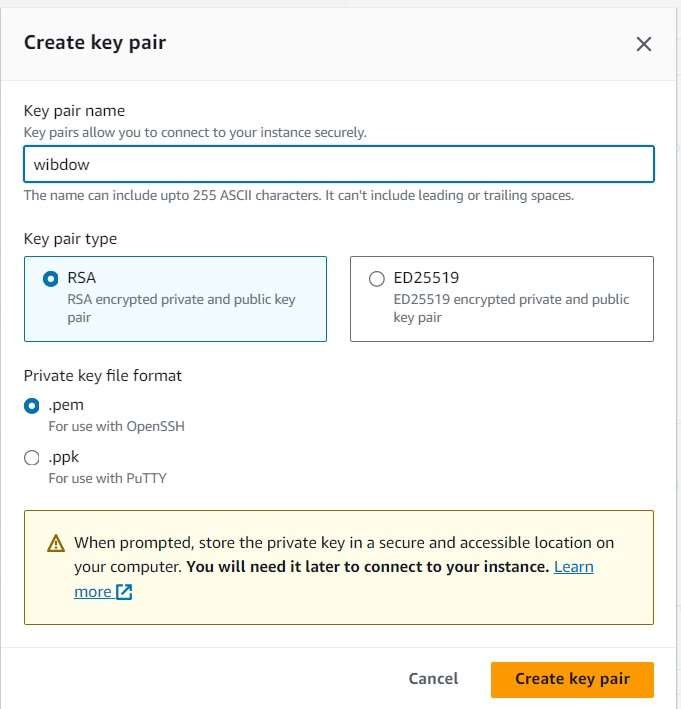 Create key pair
Key pair name
Key pairs allow you to connect to your instance securely.
wibdow
The name can include upto 255 ASCII characters. It can't include leading or trailing spaces.
Key pair type
RSA
RSA encrypted private and public key
pair
ED25519
ED25519 encrypted private and public
key pair
Private key file format
.pem
For use with OpenSSH
.ppk
For use with PuTTY
When prompted, store the private key in a secure and accessible location on
your computer. You will need it later to connect to your instance. Learn
more
Cancel
Create key pair